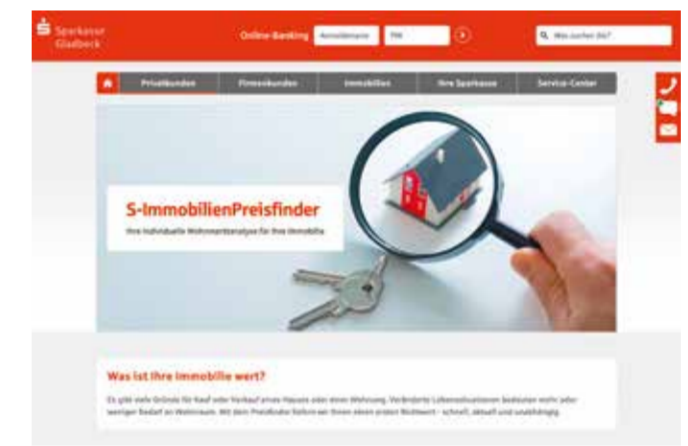 Sparkasse
Gladbeck
Online-Banking
Anmeldename
PIN
Was suchen Sie?
Privatkunden
Firmenkunden
Immobilien
Ihre Sparkasse
Service-Center
S-ImmobilienPreisfinder
Ihre individuelle Wohnmarktanalyse für Ihre Immobilie
Was ist Ihre Immobilie wert?
Es gibt viele Gründe für Kauf oder Verkauf eines Hauses oder einer Wohnung. Veränderte Lebenssituationen bedeuten mehr oder
weniger Bedarf an Wohnraum. Mit dem Preisfinder liefern wir Ihnen einen ersten Richtwert - schnell, aktuell und unabhängig.